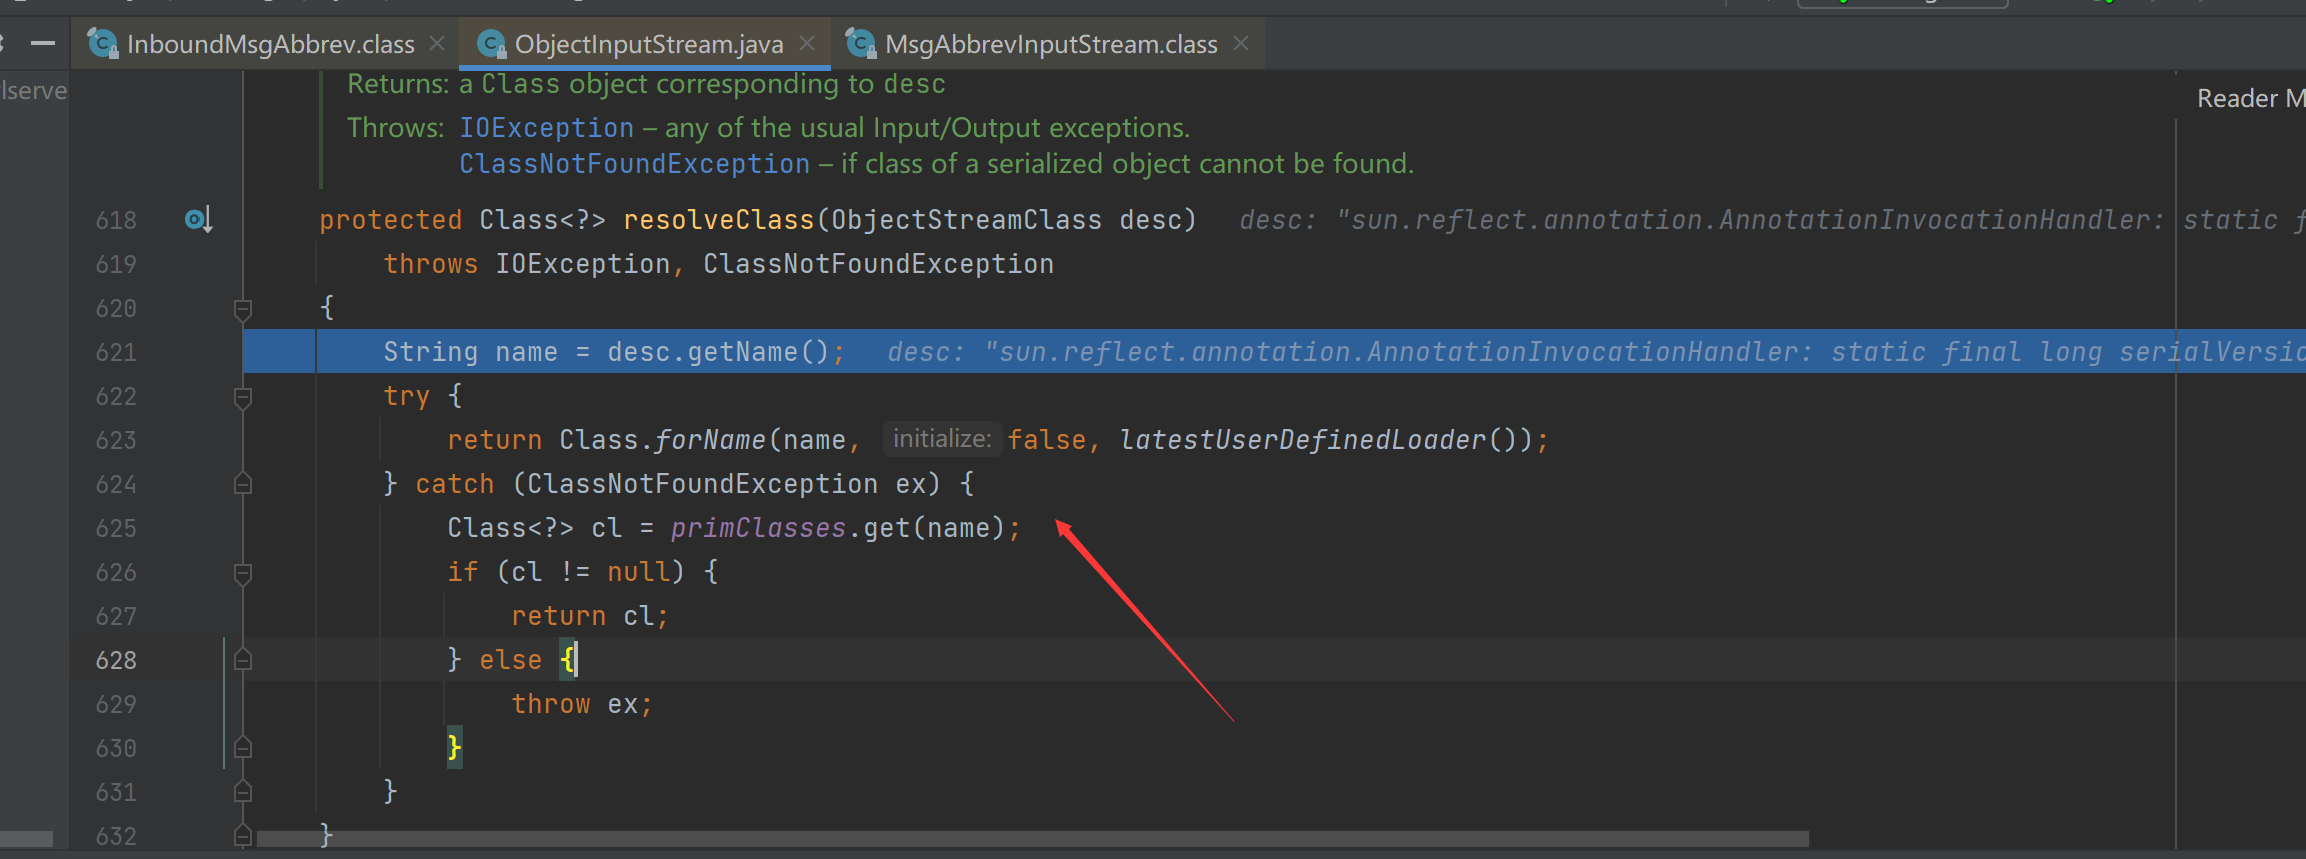 InboundMsgAbbrev.class ObjectInputStream.java MsgAbbrevInputStream.class
lserve
Reader M
Returns: a Class object corresponding to desc
Throws: IOException – any of the usual Input/Output exceptions.
ClassNotFoundException – if class of a serialized object cannot be found.
618 protected Class<?> resolveClass(ObjectStreamClass desc) desc: "sun.reflect.annotation.AnnotationInvocationHandler: static f
619 throws IOException, ClassNotFoundException
620 {
621 String name = desc.getName(); desc: "sun.reflect.annotation.AnnotationInvocationHandler: static final long serialVersio
622 try {
623 return Class.forName(name, initialize: false, latestUserDefinedLoader());
624 } catch (ClassNotFoundException ex) {
625 Class<?> cl = primClasses.get(name);
626 if (cl != null) {
627 return cl;
628 } else {
629 throw ex;
630 }
631 }
632 }